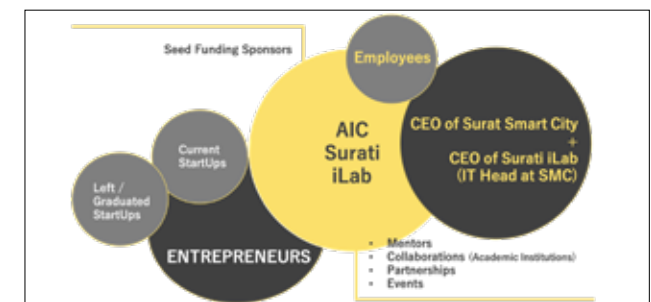 Seed Funding Sponsors
Employees
AIC
Surati
iLab
CEO of Surat Smart City
+
CEO of Surati iLab
(IT Head at SMC)
Current
StartUps
Left /
Graduated
StartUps
ENTREPRENEURS
▪ Mentors
▪ Collaborations (Academic Institutions)
▪ Partnerships
▪ Events